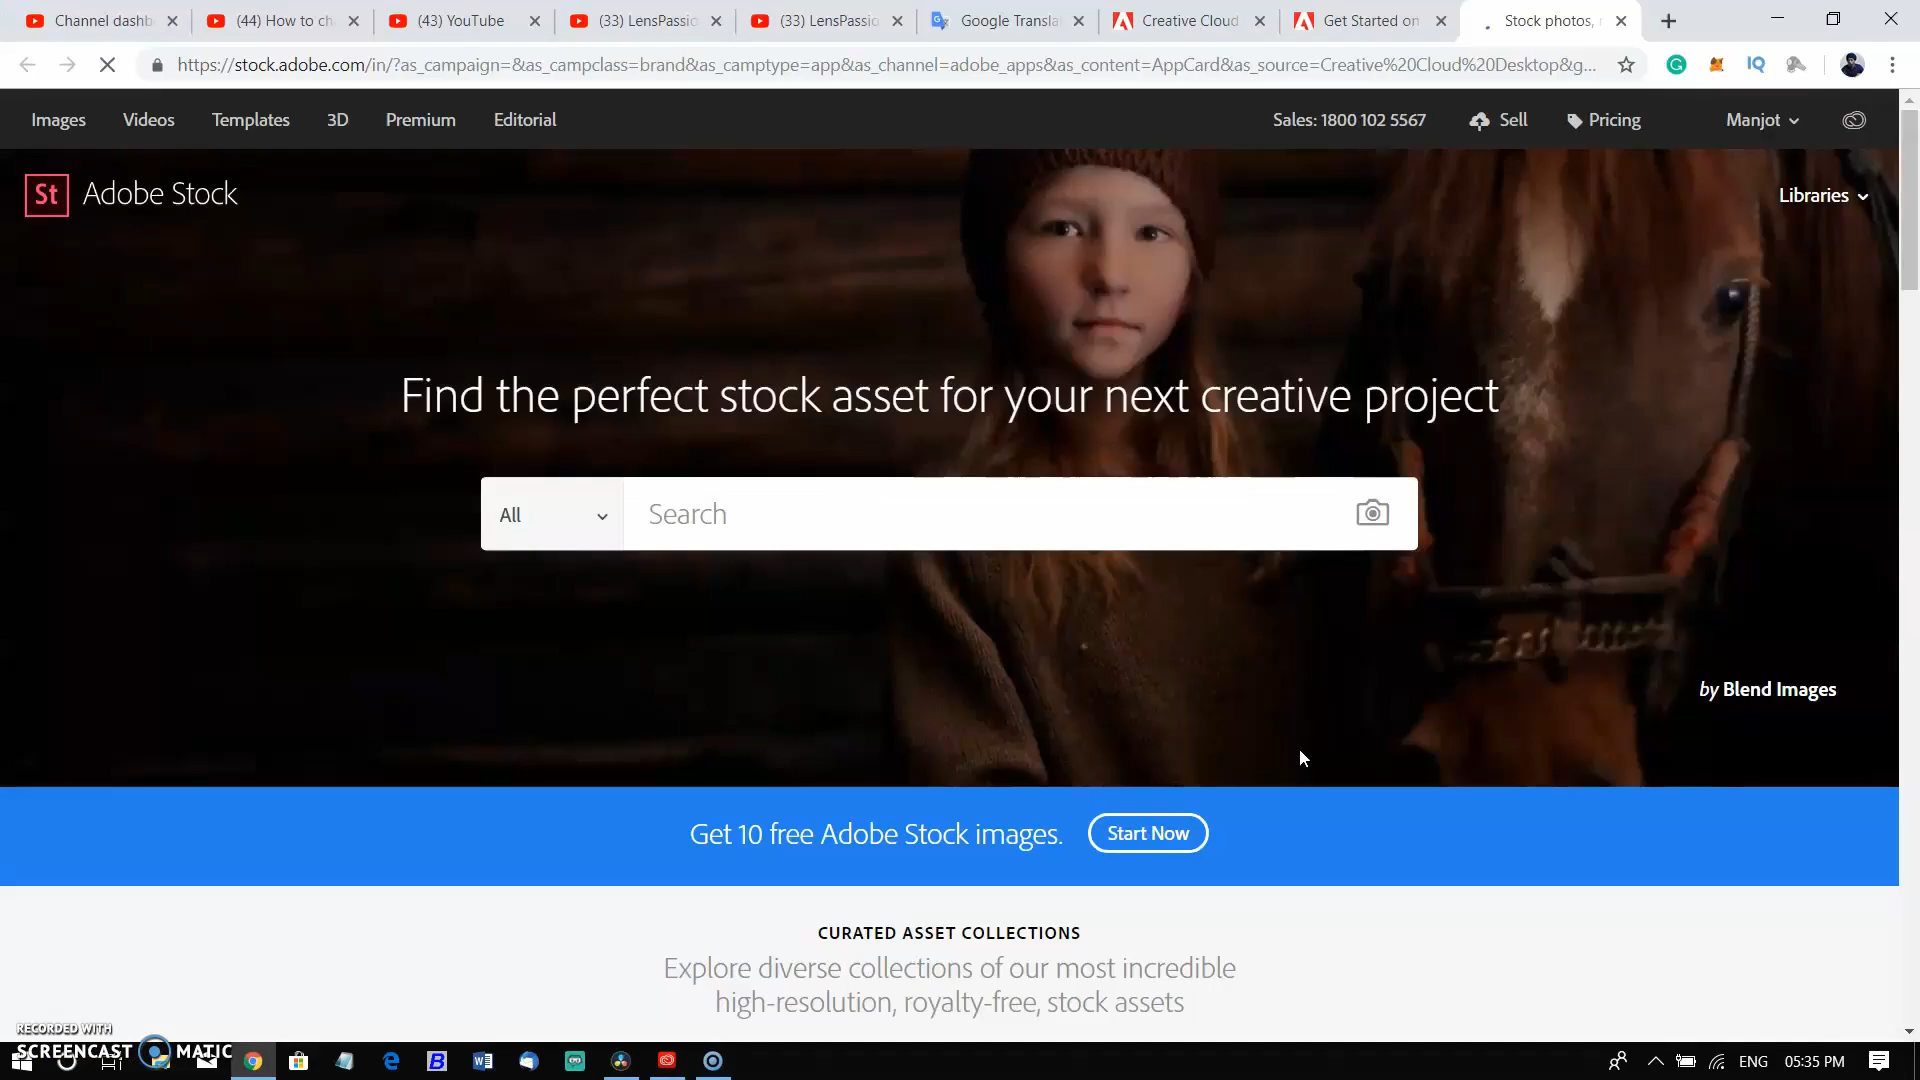 Channel dashb
(44) How to ch
(43) YouTube
(33) LensPassio
(33) LensPassio
Google Transla
Creative Cloud
Get Started on
Stock photos,
https://stock.adobe.com/in/?as_campaign=&as_campclass=brand&as_camptype=app&as_channel=adobe_apps&as_content=AppCard&as_source=Creative%20Cloud%20Desktop&g...
IQ
Images Videos Templates 3D Premium Editorial Sales: 1800 102 5567 Sell Pricing Manjot
St Adobe Stock
Libraries
Find the perfect stock asset for your next creative project
All Search
by Blend Images
Get 10 free Adobe Stock images. Start Now
CURATED ASSET COLLECTIONS
Explore diverse collections of our most incredible
high-resolution, royalty-free, stock assets
RECORDED WITH
SCREENCAST MATIC
ENG 05:35 PM